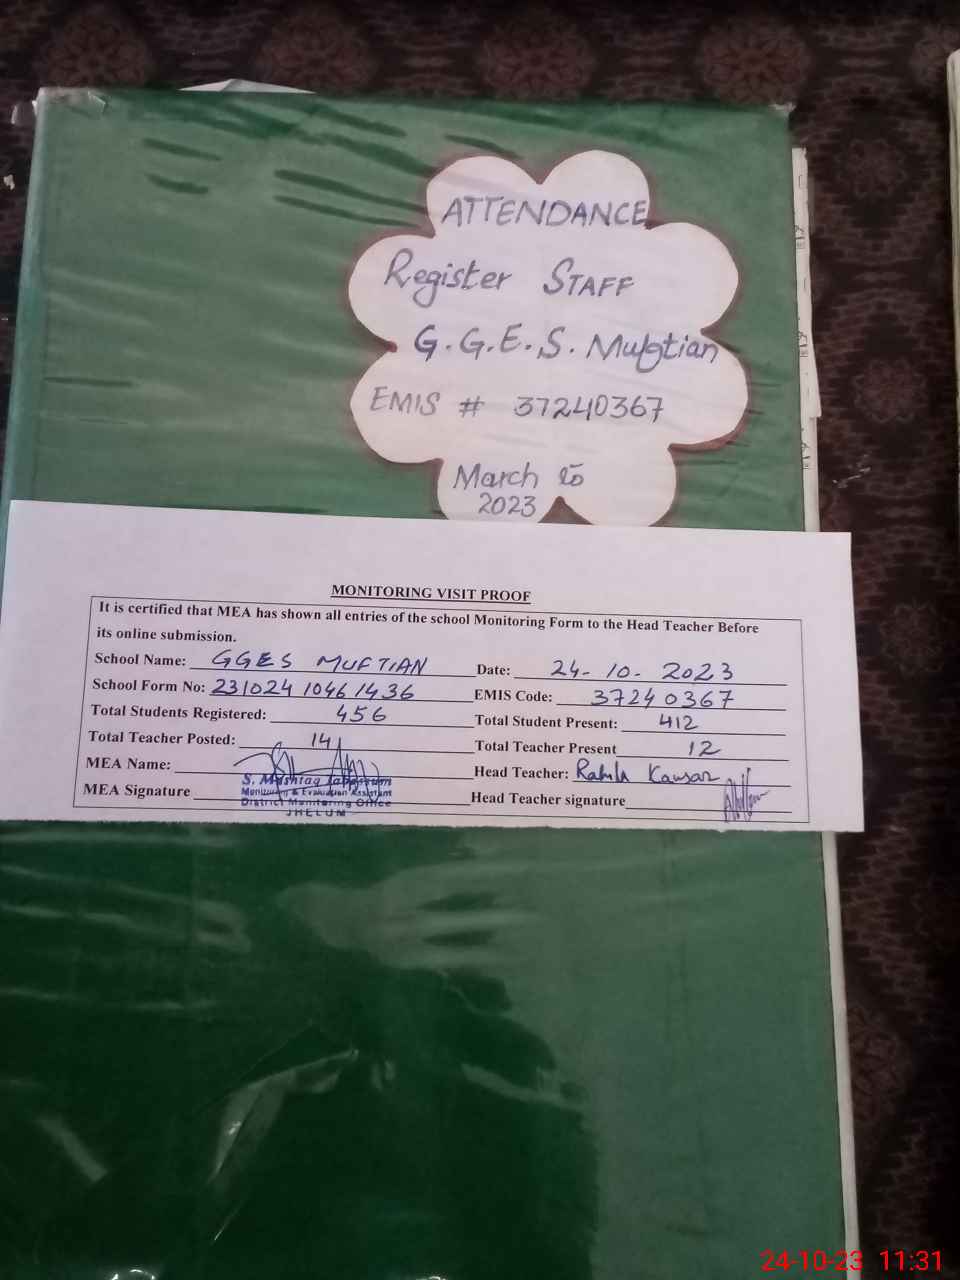 ATTENDANCE
Register STAFF
G.G.E.S. Muftian
EMIS # 37240367
March to
2023
MONITORING VISIT PROOF
It is certified that MEA has shown all entries of the school Monitoring Form to the Head Teacher Before
its online submission.
School Name: GGES MUFTIAN Date: 24-10-2023
School Form No: 23102410461436 EMIS Code: 37240367
Total Students Registered: 456 Total Student Present: 412
Total Teacher Posted: 14 Total Teacher Present 12
MEA Name: Head Teacher: Rahila Kausar
S. Mushtaq Tabassum
Monitoring & Evaluation Assistant
MEA Signature Head Teacher signature
District Monitoring Office
JHELUM
24-10-23 11:31